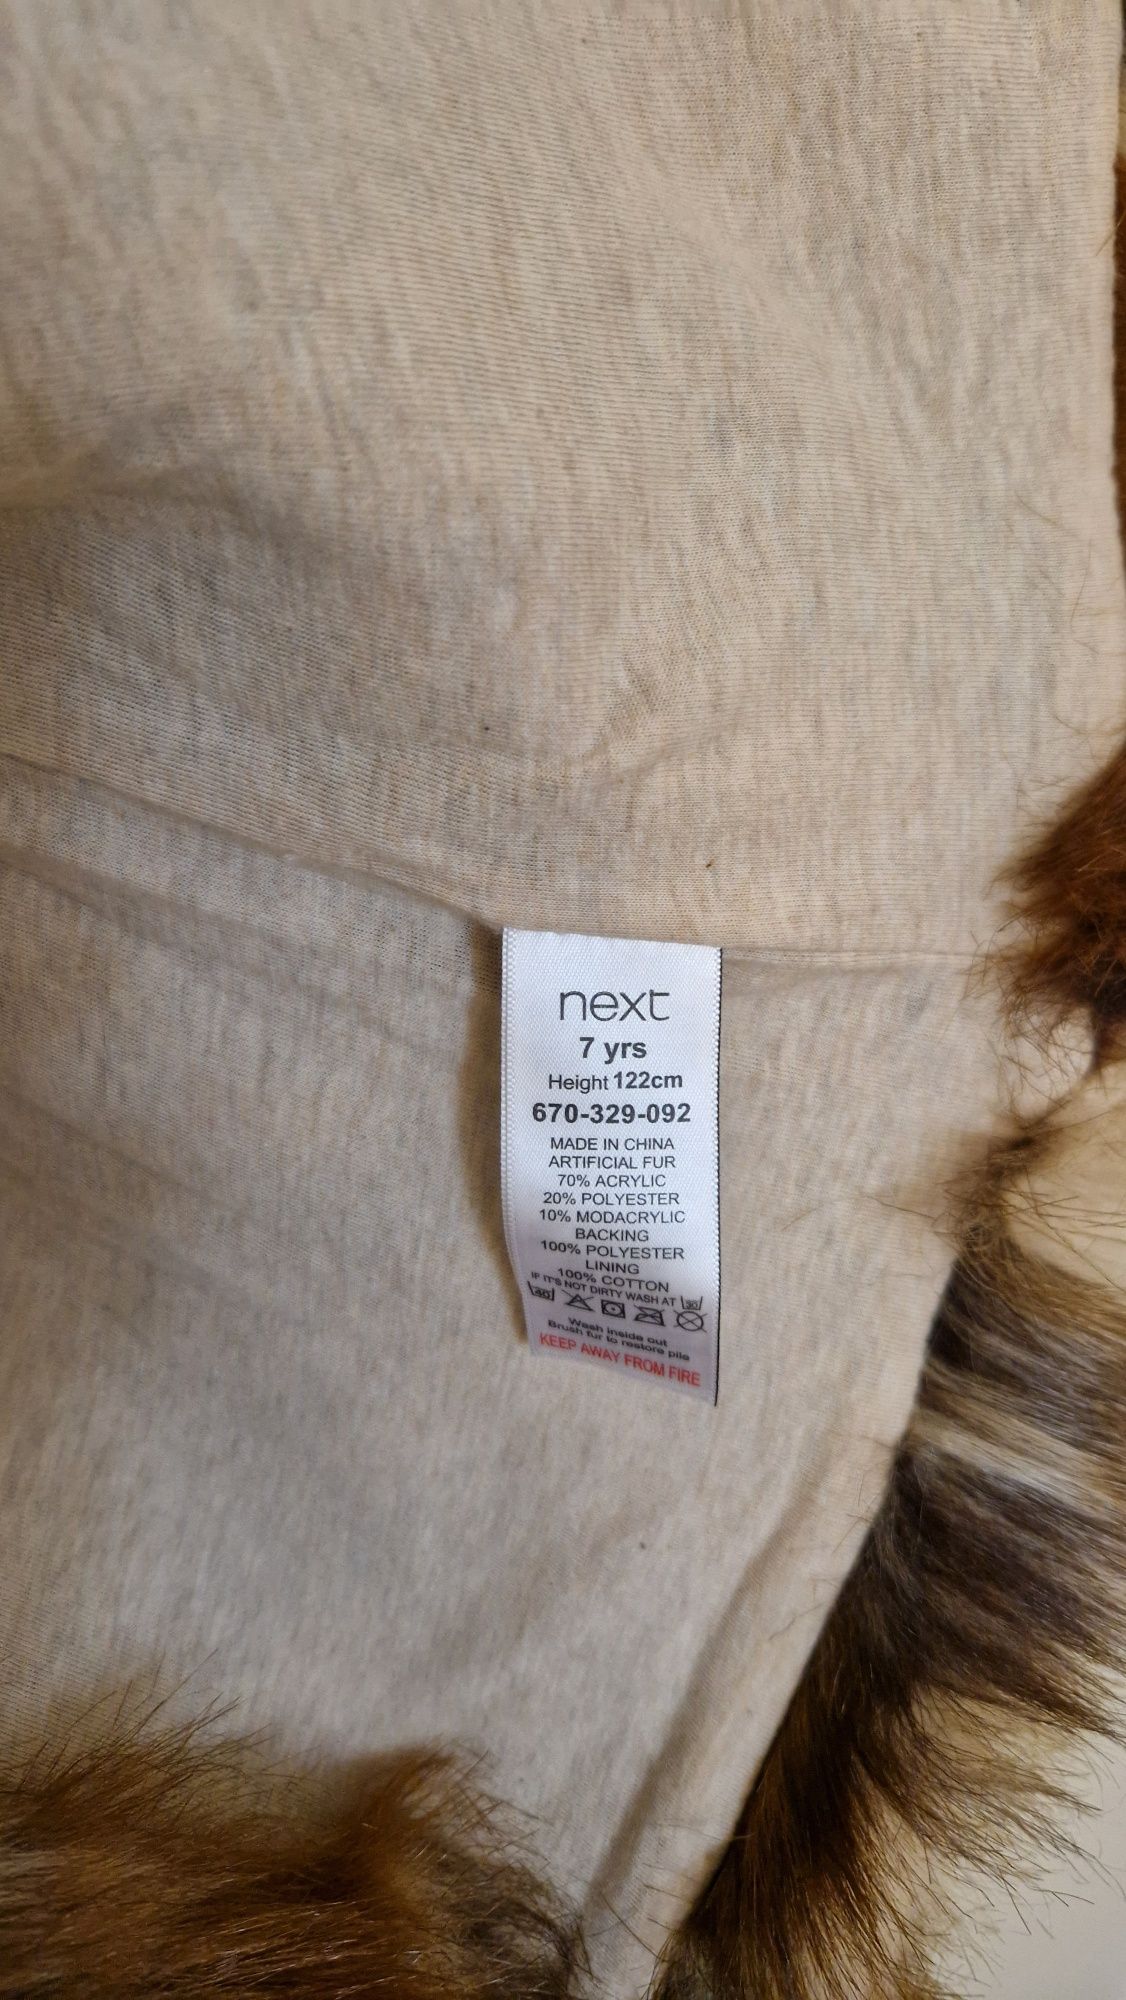 next
7 yrs
Height 122cm
670-329-092
MADE IN CHINA
ARTIFICIAL FUR
70% ACRYLIC
20% POLYESTER
10% MODACRYLIC
BACKING
100% POLYESTER
LINING
100% COTTON
IF IT'S NOT DIRTY WASH AT 30
40
Wash inside out
Brush fur to restore pile
KEEP AWAY FROM FIRE